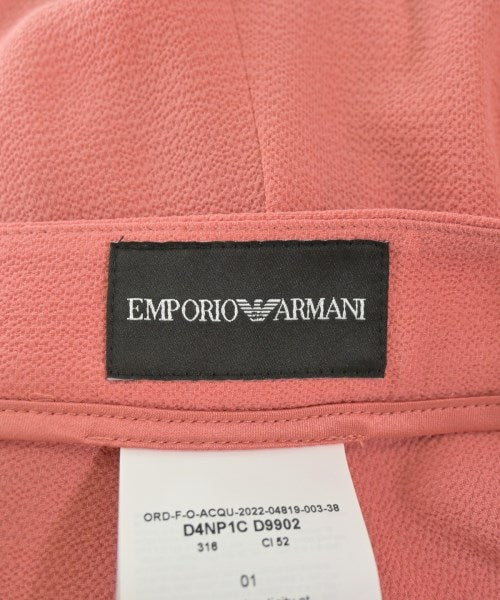 EMPORIO ARMANI
ORD-F-O-ACQU-2022-04819-003-38
D4NP1C D9902
316 CI 52
01